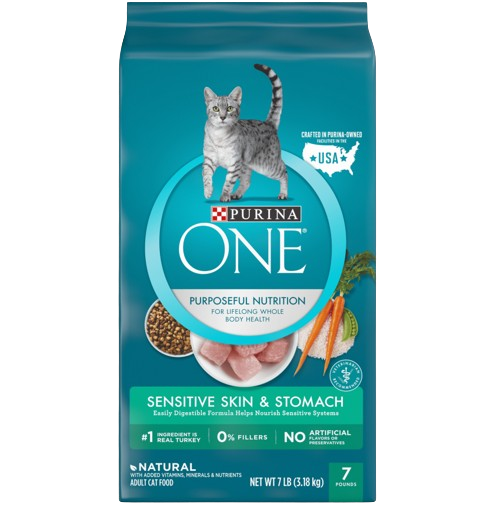 CRAFTED IN PURINA-OWNED
FACILITIES IN THE
USA
PURINA
ONE®
PURPOSEFUL NUTRITION
FOR LIFELONG WHOLE
BODY HEALTH
VETERINARIAN
RECOMMENDED
SENSITIVE SKIN & STOMACH
Easily Digestible Formula Helps Nourish Sensitive Systems
#1 INGREDIENT IS
REAL TURKEY
0% FILLERS
NO ARTIFICIAL
FLAVORS OR
PRESERVATIVES
NATURAL
WITH ADDED VITAMINS, MINERALS & NUTRIENTS
ADULT CAT FOOD
NET WT 7 LB (3.18 kg)
7
POUNDS